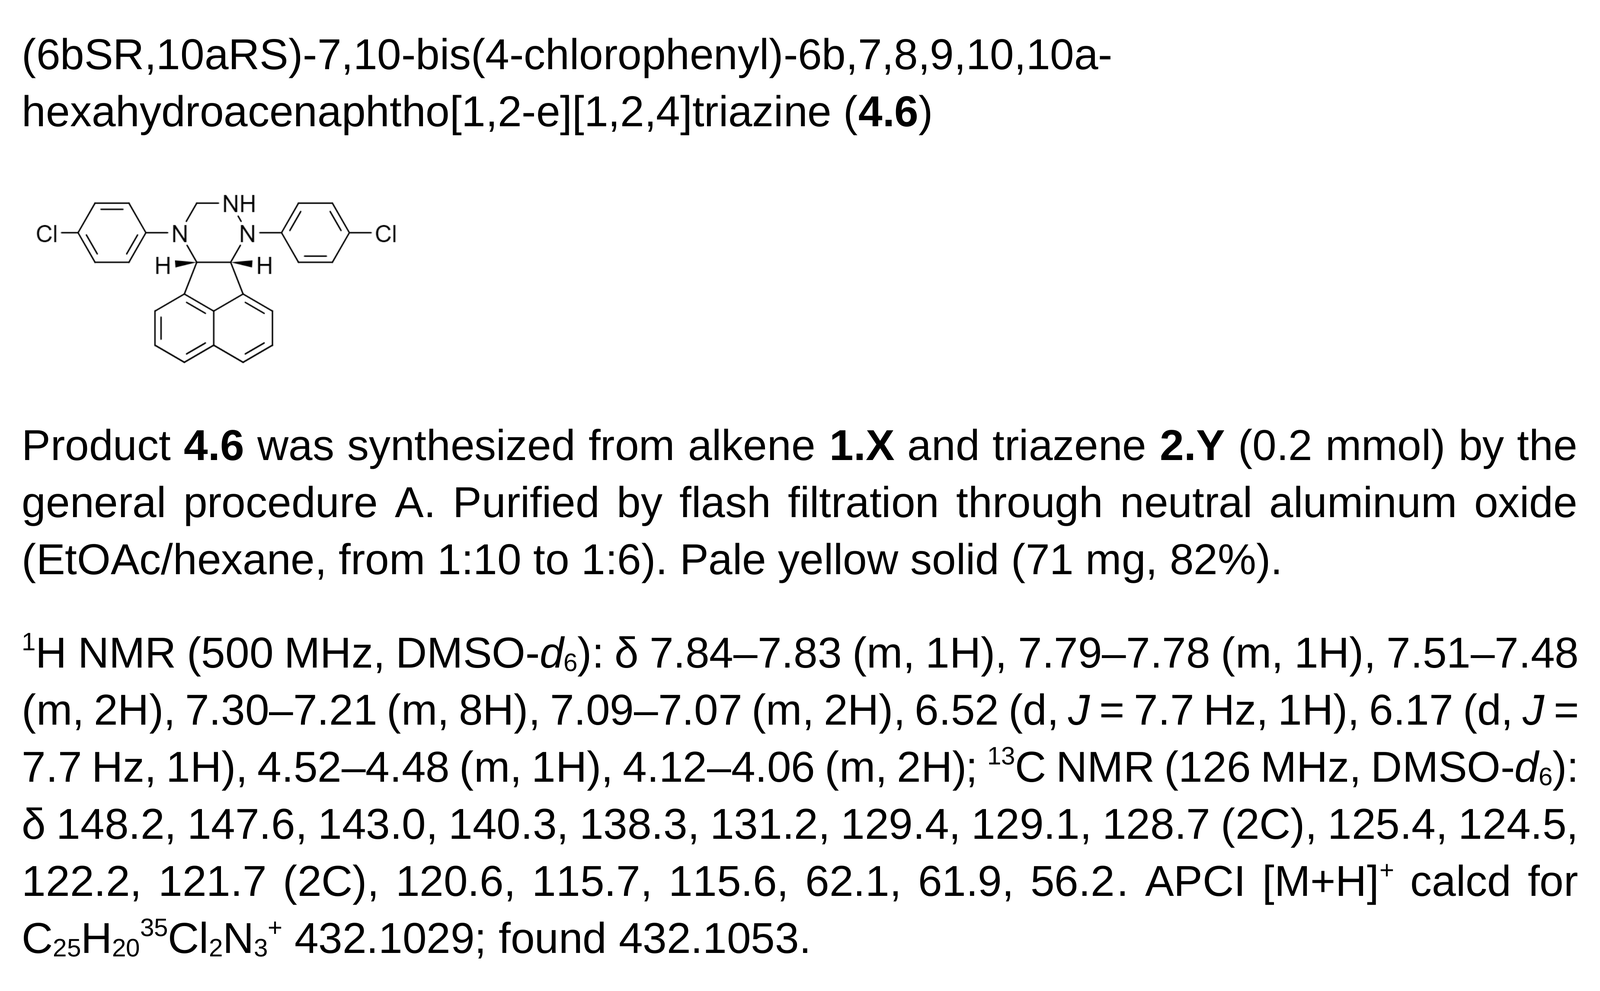 (6bSR,10aRS)-7,10-bis(4-chlorophenyl)-6b,7,8,9,10,10a-
hexahydroacenaphtho[1,2-e][1,2,4]triazine (4.6)
NH
Cl N N Cl
H H
Product 4.6 was synthesized from alkene 1.X and triazene 2.Y (0.2 mmol) by the
general procedure A. Purified by flash filtration through neutral aluminum oxide
(EtOAc/hexane, from 1:10 to 1:6). Pale yellow solid (71 mg, 82%).
¹H NMR (500 MHz, DMSO-d₆): δ 7.84–7.83 (m, 1H), 7.79–7.78 (m, 1H), 7.51–7.48
(m, 2H), 7.30–7.21 (m, 8H), 7.09–7.07 (m, 2H), 6.52 (d, J = 7.7 Hz, 1H), 6.17 (d, J =
7.7 Hz, 1H), 4.52–4.48 (m, 1H), 4.12–4.06 (m, 2H); ¹³C NMR (126 MHz, DMSO-d₆):
δ 148.2, 147.6, 143.0, 140.3, 138.3, 131.2, 129.4, 129.1, 128.7 (2C), 125.4, 124.5,
122.2, 121.7 (2C), 120.6, 115.7, 115.6, 62.1, 61.9, 56.2. APCI [M+H]⁺ calcd for
C₂₅H₂₀³⁵Cl₂N₃⁺ 432.1029; found 432.1053.